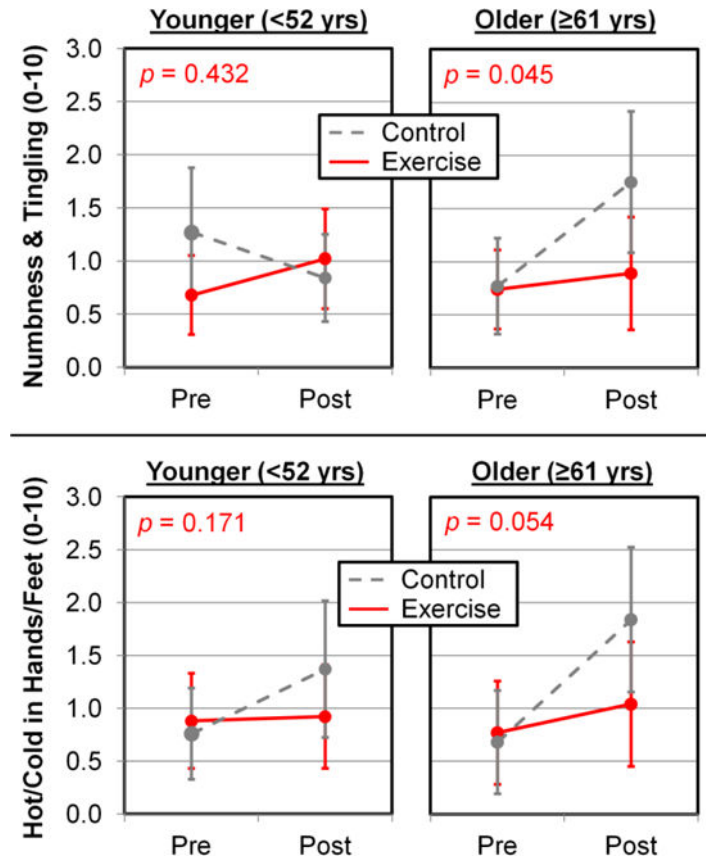 Younger (<52 yrs)
Older (≥61 yrs)
Numbness & Tingling (0-10)
3.0
2.5
2.0
1.5
1.0
0.5
0.0
p = 0.432
p = 0.045
Control
Exercise
Pre
Post
Pre
Post
Younger (<52 yrs)
Older (≥61 yrs)
Hot/Cold in Hands/Feet (0-10)
3.0
2.5
2.0
1.5
1.0
0.5
0.0
p = 0.171
p = 0.054
Control
Exercise
Pre
Post
Pre
Post